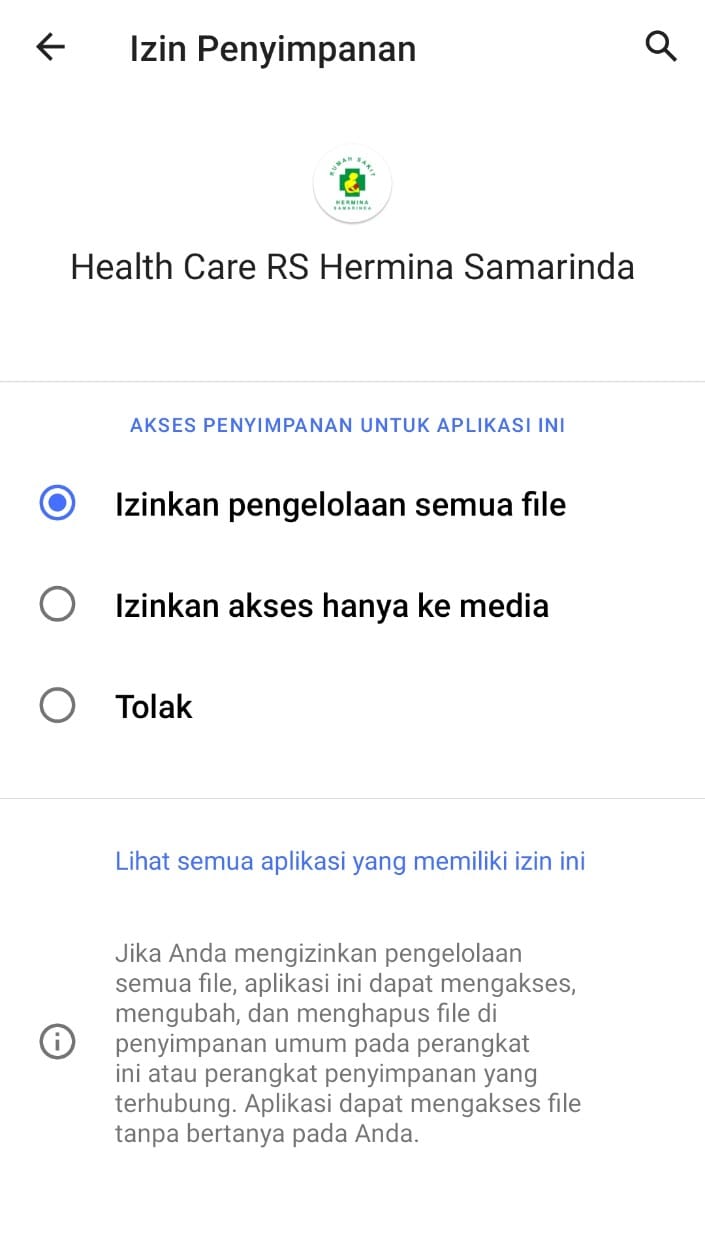 Izin Penyimpanan
RUMAH SAKIT
HERMINA
SAMARINDA
Health Care RS Hermina Samarinda
AKSES PENYIMPANAN UNTUK APLIKASI INI
Izinkan pengelolaan semua file
Izinkan akses hanya ke media
Tolak
Lihat semua aplikasi yang memiliki izin ini
Jika Anda mengizinkan pengelolaan
semua file, aplikasi ini dapat mengakses,
mengubah, dan menghapus file di
penyimpanan umum pada perangkat
ini atau perangkat penyimpanan yang
terhubung. Aplikasi dapat mengakses file
tanpa bertanya pada Anda.